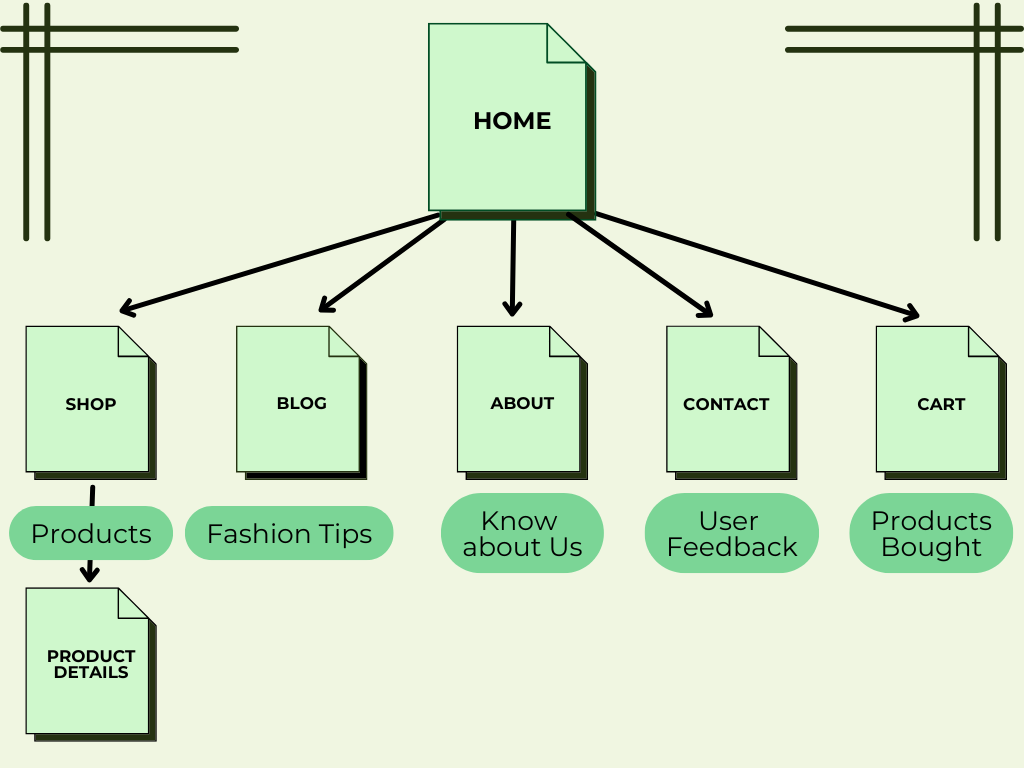 HOME
SHOP
BLOG
ABOUT
CONTACT
CART
Products
Fashion Tips
Know
about Us
User
Feedback
Products
Bought
PRODUCT
DETAILS